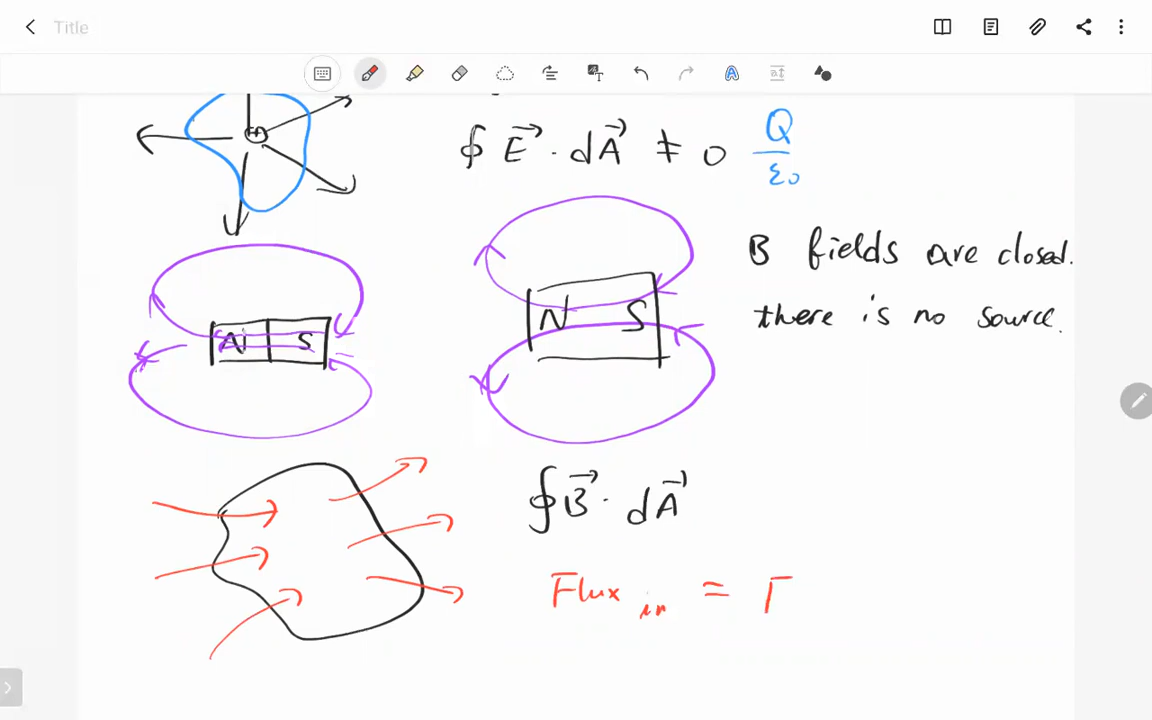 Title
∮ E⃗ · dA⃗ ≠ 0 Q/ε0
B fields are closed.
there is no source.
N S
N S
∮ B⃗ · dA⃗
Flux in = F